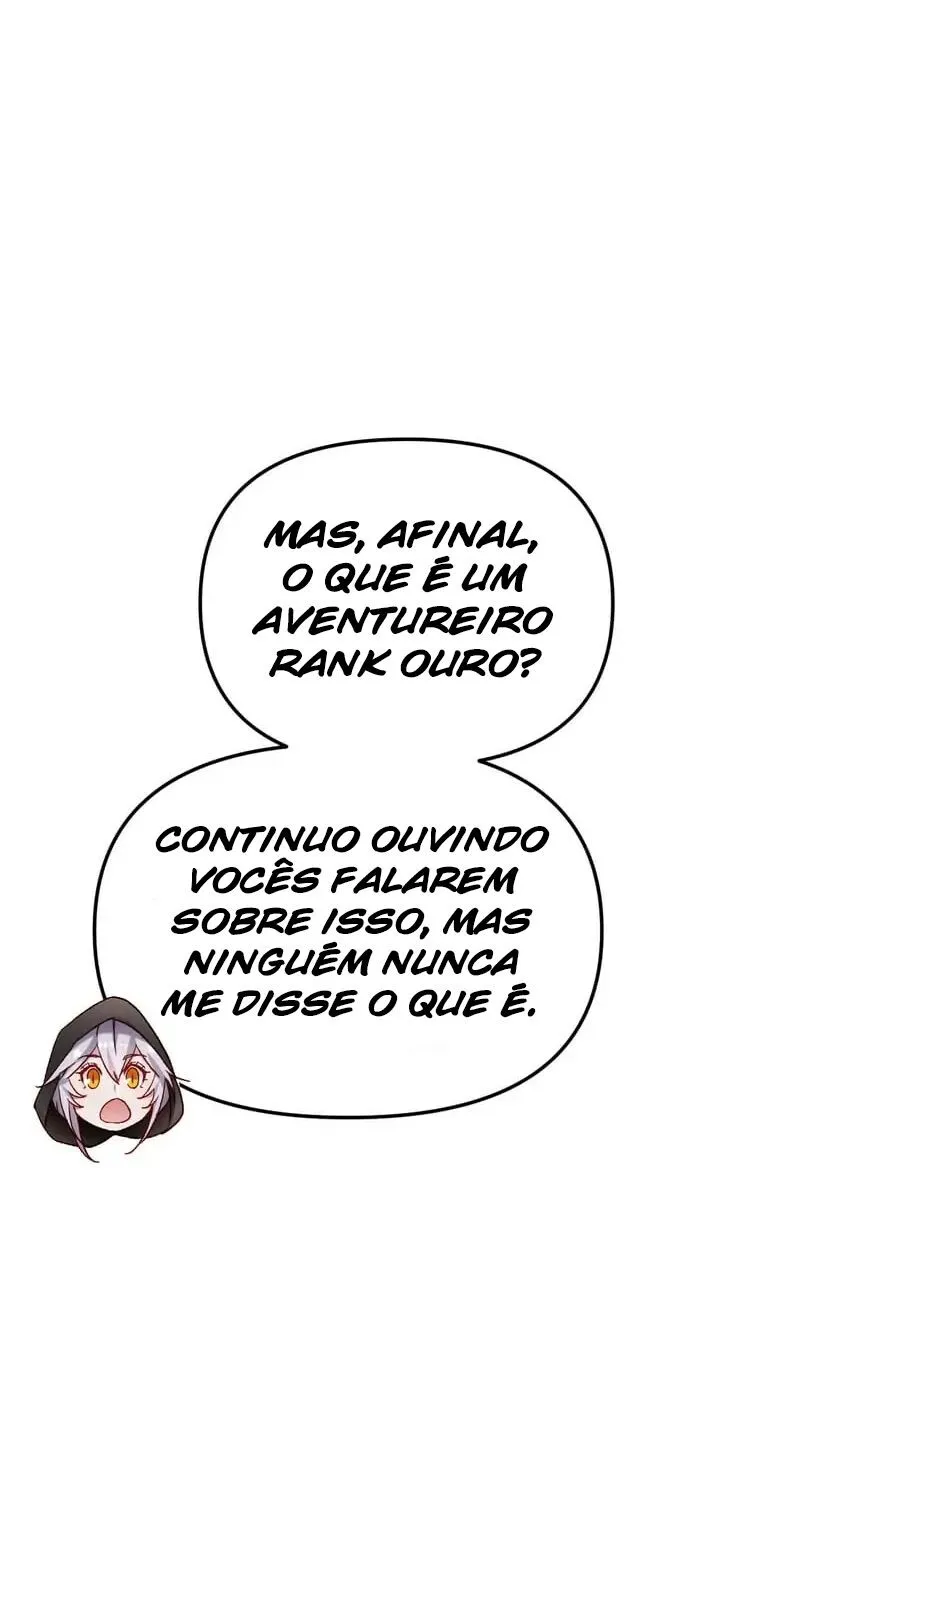 MAS, AFINAL,
O QUE É UM
AVENTUREIRO
RANK OURO?
CONTINUO OUVINDO
VOCÊS FALAREM
SOBRE ISSO, MAS
NINGUÉM NUNCA
ME DISSE O QUE É.